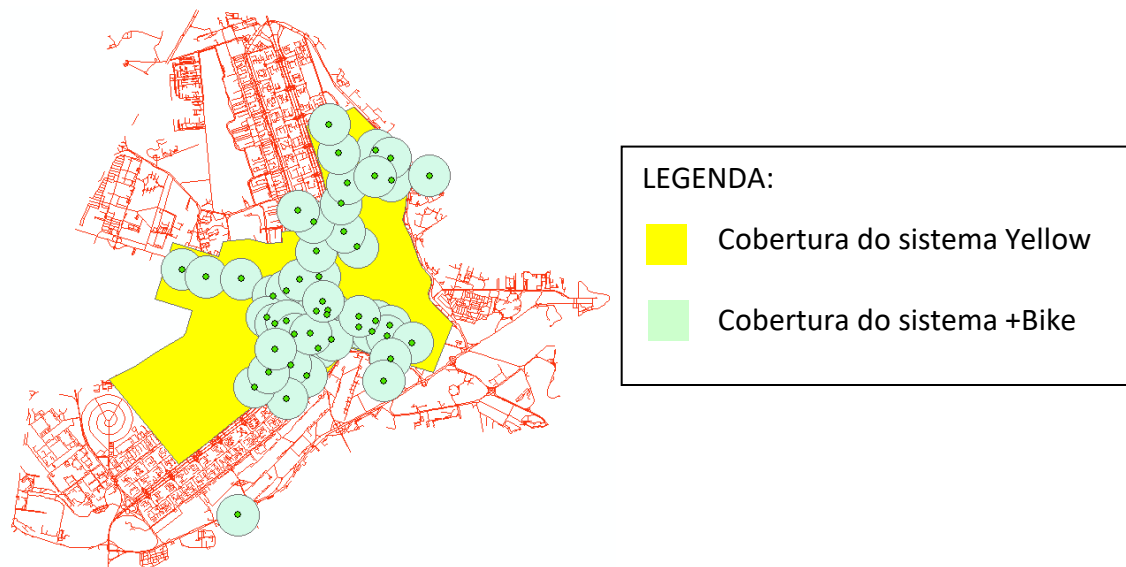 LEGENDA:
Cobertura do sistema Yellow
Cobertura do sistema +Bike